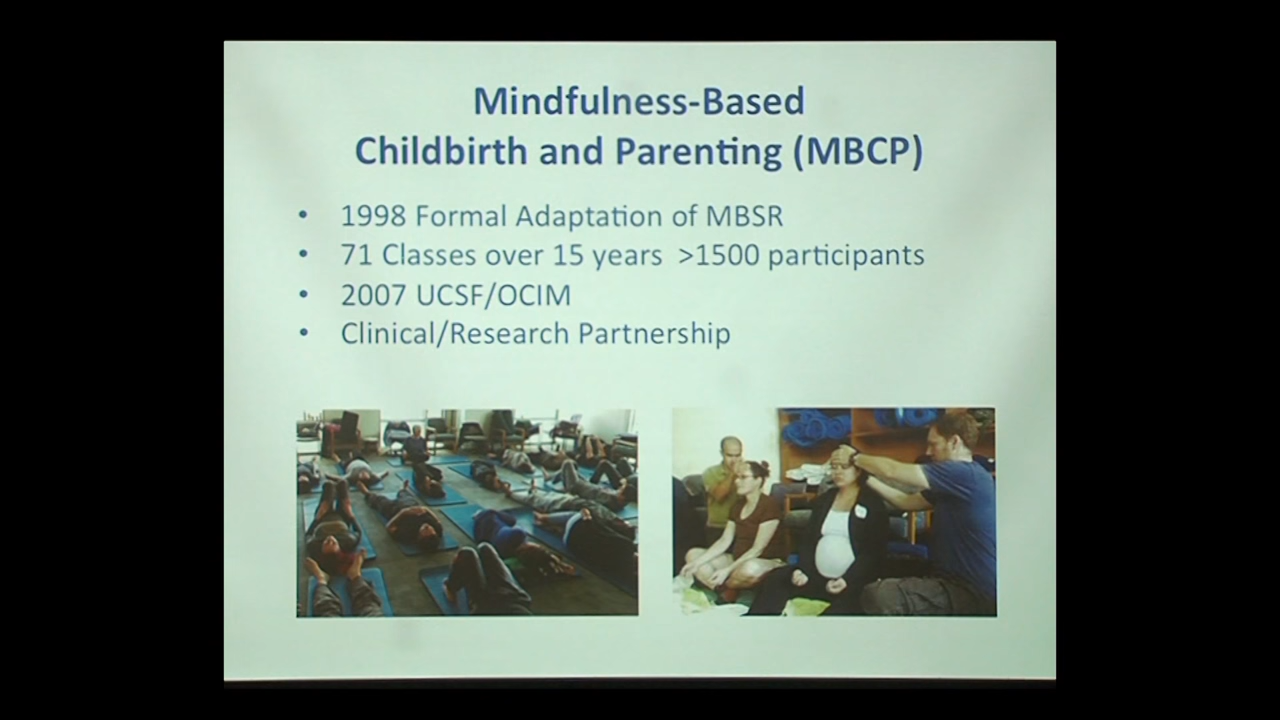 Mindfulness-Based
Childbirth and Parenting (MBCP)
• 1998 Formal Adaptation of MBSR
• 71 Classes over 15 years >1500 participants
• 2007 UCSF/OCIM
• Clinical/Research Partnership